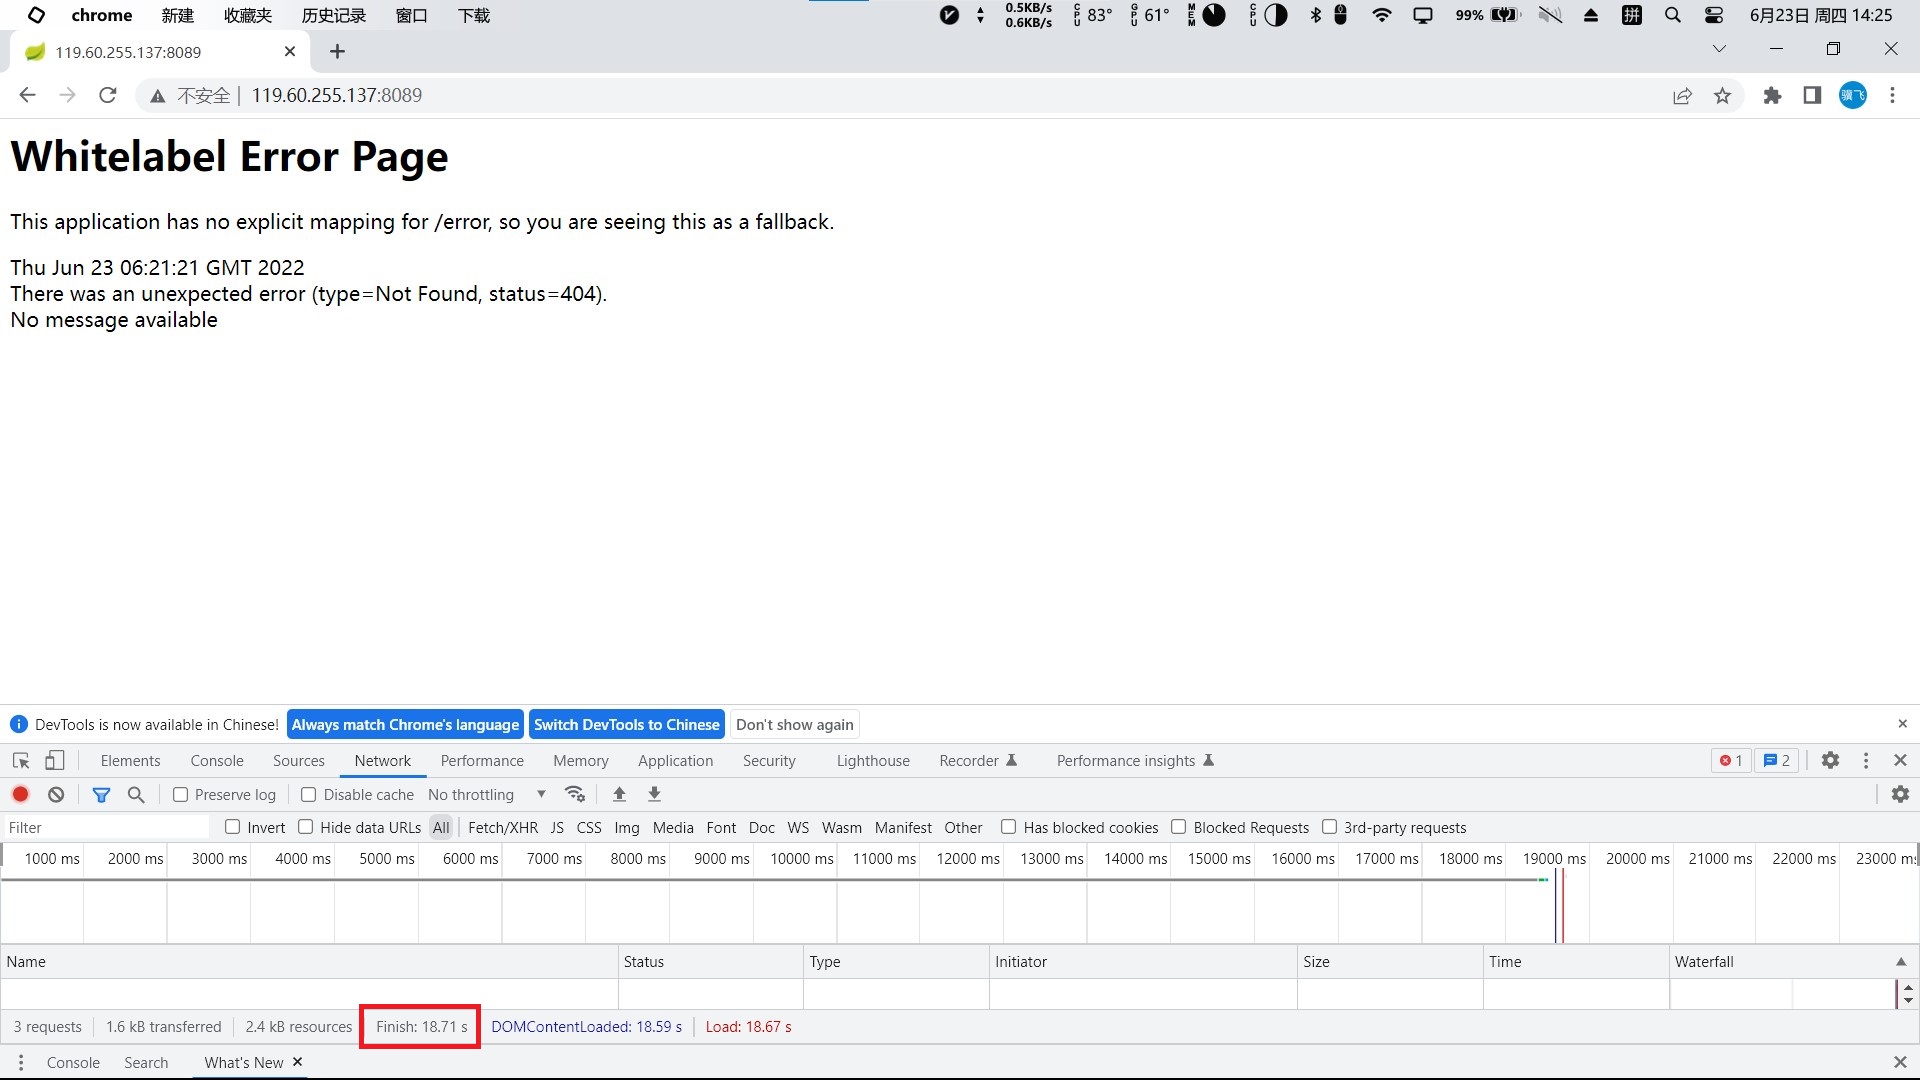 chrome 新建 收藏夹 历史记录 窗口 下载 0.5KB/s 0.6KB/s CPU 83° GPU 61° MEM CPU 99% 拼 6月23日 周四 14:25
119.60.255.137:8089
不安全 | 119.60.255.137:8089 骥飞
Whitelabel Error Page
This application has no explicit mapping for /error, so you are seeing this as a fallback.
Thu Jun 23 06:21:21 GMT 2022
There was an unexpected error (type=Not Found, status=404).
No message available
DevTools is now available in Chinese! Always match Chrome's language Switch DevTools to Chinese Don't show again
Elements Console Sources Network Performance Memory Application Security Lighthouse Recorder Performance insights 1 2
Preserve log Disable cache No throttling
Filter Invert Hide data URLs All Fetch/XHR JS CSS Img Media Font Doc WS Wasm Manifest Other Has blocked cookies Blocked Requests 3rd-party requests
1000 ms 2000 ms 3000 ms 4000 ms 5000 ms 6000 ms 7000 ms 8000 ms 9000 ms 10000 ms 11000 ms 12000 ms 13000 ms 14000 ms 15000 ms 16000 ms 17000 ms 18000 ms 19000 ms 20000 ms 21000 ms 22000 ms 23000 ms
Name Status Type Initiator Size Time Waterfall
3 requests 1.6 kB transferred 2.4 kB resources Finish: 18.71 s DOMContentLoaded: 18.59 s Load: 18.67 s
Console Search What's New